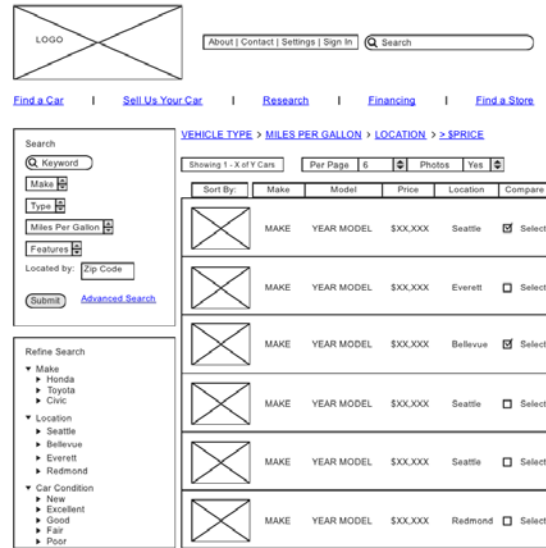 LOGO
About | Contact | Settings | Sign In
Search
Find a Car | Sell Us Your Car | Research | Financing | Find a Store
Search
Keyword
Make
Type
Miles Per Gallon
Features
Located by: Zip Code
Submit Advanced Search
Refine Search
Make
Honda
Toyota
Civic
Location
Seattle
Bellevue
Everett
Redmond
Car Condition
New
Excellent
Good
Fair
Poor
VEHICLE TYPE > MILES PER GALLON > LOCATION > > $PRICE
Showing 1 - X of Y Cars Per Page 6 Photos Yes
Sort By: Make Model Price Location Compare
MAKE YEAR MODEL $XX,XXX Seattle Select
MAKE YEAR MODEL $XX,XXX Everett Select
MAKE YEAR MODEL $XX,XXX Bellevue Select
MAKE YEAR MODEL $XX,XXX Seattle Select
MAKE YEAR MODEL $XX,XXX Seattle Select
MAKE YEAR MODEL $XX,XXX Redmond Select